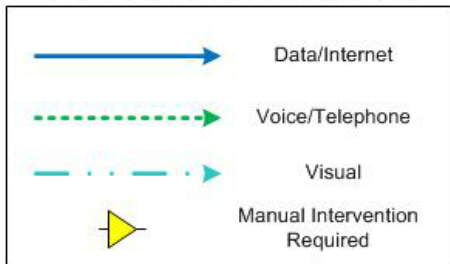 Data/Internet
Voice/Telephone
Visual
Manual Intervention
Required